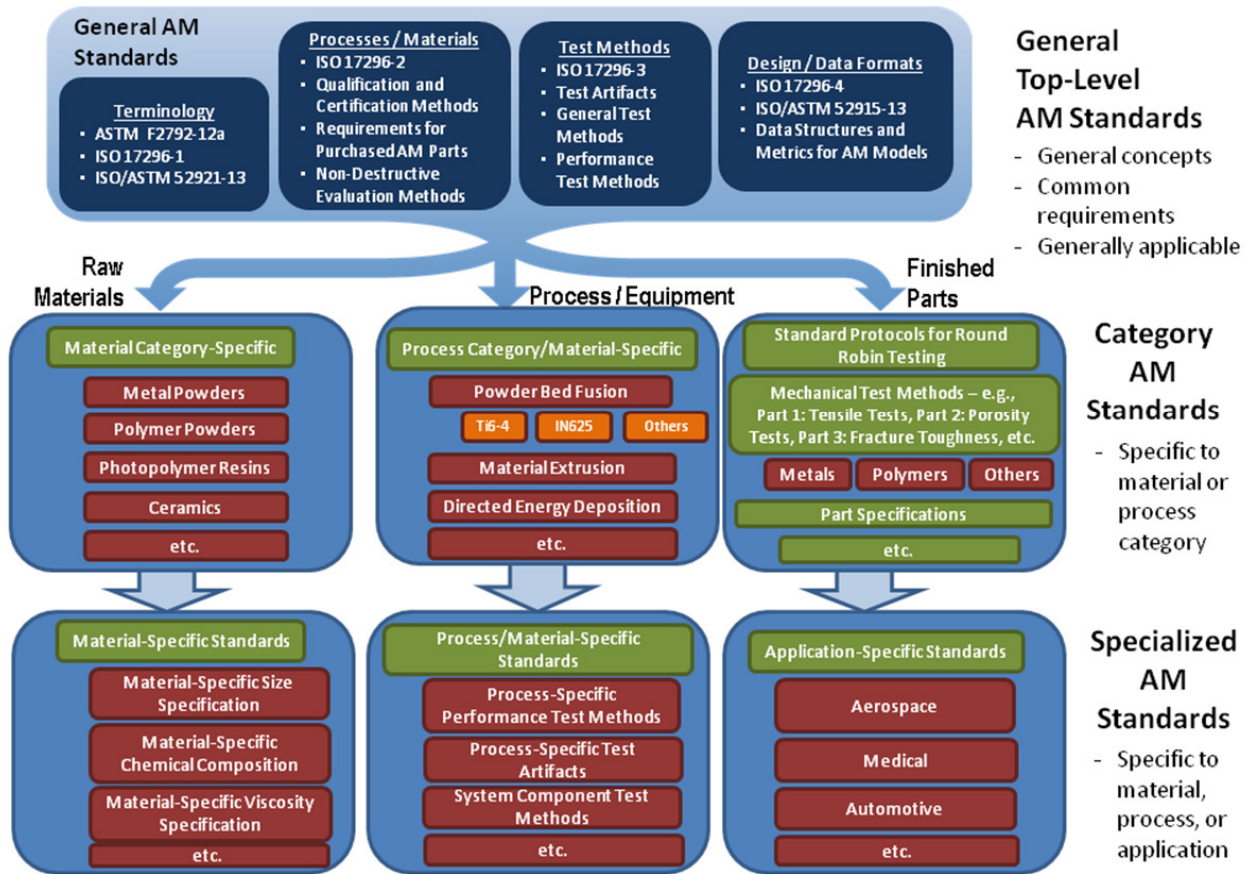 General AM
Standards
Terminology
▪ ASTM F2792-12a
▪ ISO 17296-1
▪ ISO/ASTM 52921-13
Processes / Materials
▪ ISO 17296-2
▪ Qualification and
Certification Methods
▪ Requirements for
Purchased AM Parts
▪ Non-Destructive
Evaluation Methods
Test Methods
▪ ISO 17296-3
▪ Test Artifacts
▪ General Test
Methods
▪ Performance
Test Methods
Design / Data Formats
▪ ISO 17296-4
▪ ISO/ASTM 52915-13
▪ Data Structures and
Metrics for AM Models
General
Top-Level
AM Standards
- General concepts
- Common
requirements
- Generally applicable
Raw
Materials
Process / Equipment
Finished
Parts
Material Category-Specific
Metal Powders
Polymer Powders
Photopolymer Resins
Ceramics
etc.
Process Category/Material-Specific
Powder Bed Fusion
Ti6-4
IN625
Others
Material Extrusion
Directed Energy Deposition
etc.
Standard Protocols for Round
Robin Testing
Mechanical Test Methods – e.g.,
Part 1: Tensile Tests, Part 2: Porosity
Tests, Part 3: Fracture Toughness, etc.
Metals
Polymers
Others
Part Specifications
etc.
Category
AM
Standards
- Specific to
material or
process
category
Material-Specific Standards
Material-Specific Size
Specification
Material-Specific
Chemical Composition
Material-Specific Viscosity
Specification
etc.
Process/Material-Specific
Standards
Process-Specific
Performance Test Methods
Process-Specific Test
Artifacts
System Component Test
Methods
etc.
Application-Specific Standards
Aerospace
Medical
Automotive
etc.
Specialized
AM
Standards
- Specific to
material,
process, or
application